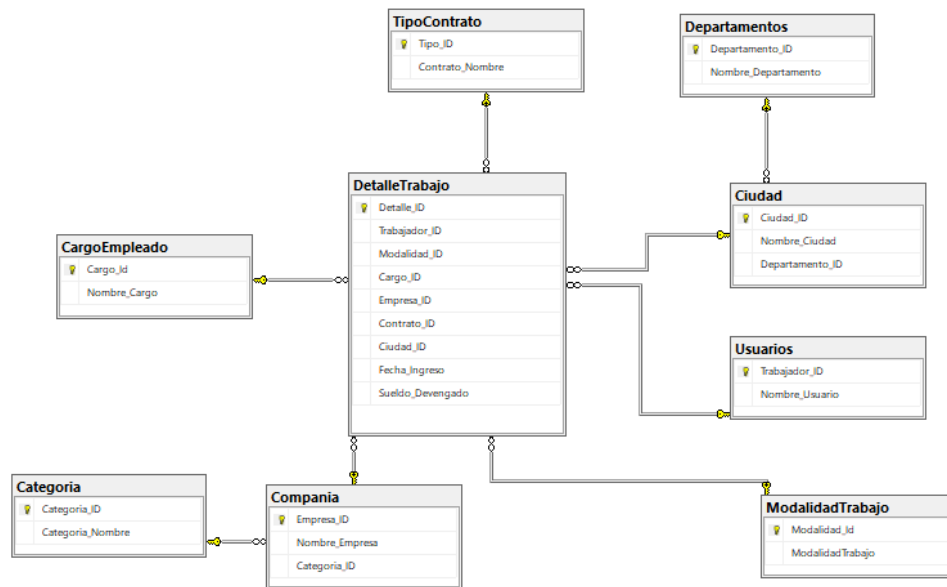 TipoContrato
Tipo_ID
Contrato_Nombre
Departamentos
Departamento_ID
Nombre_Departamento
DetalleTrabajo
Detalle_ID
Trabajador_ID
Modalidad_ID
Cargo_ID
Empresa_ID
Contrato_ID
Ciudad_ID
Fecha_Ingreso
Sueldo_Devengado
Ciudad
Ciudad_ID
Nombre_Ciudad
Departamento_ID
CargoEmpleado
Cargo_Id
Nombre_Cargo
Usuarios
Trabajador_ID
Nombre_Usuario
Categoria
Categoria_ID
Categoria_Nombre
Compania
Empresa_ID
Nombre_Empresa
Categoria_ID
ModalidadTrabajo
Modalidad_Id
ModalidadTrabajo